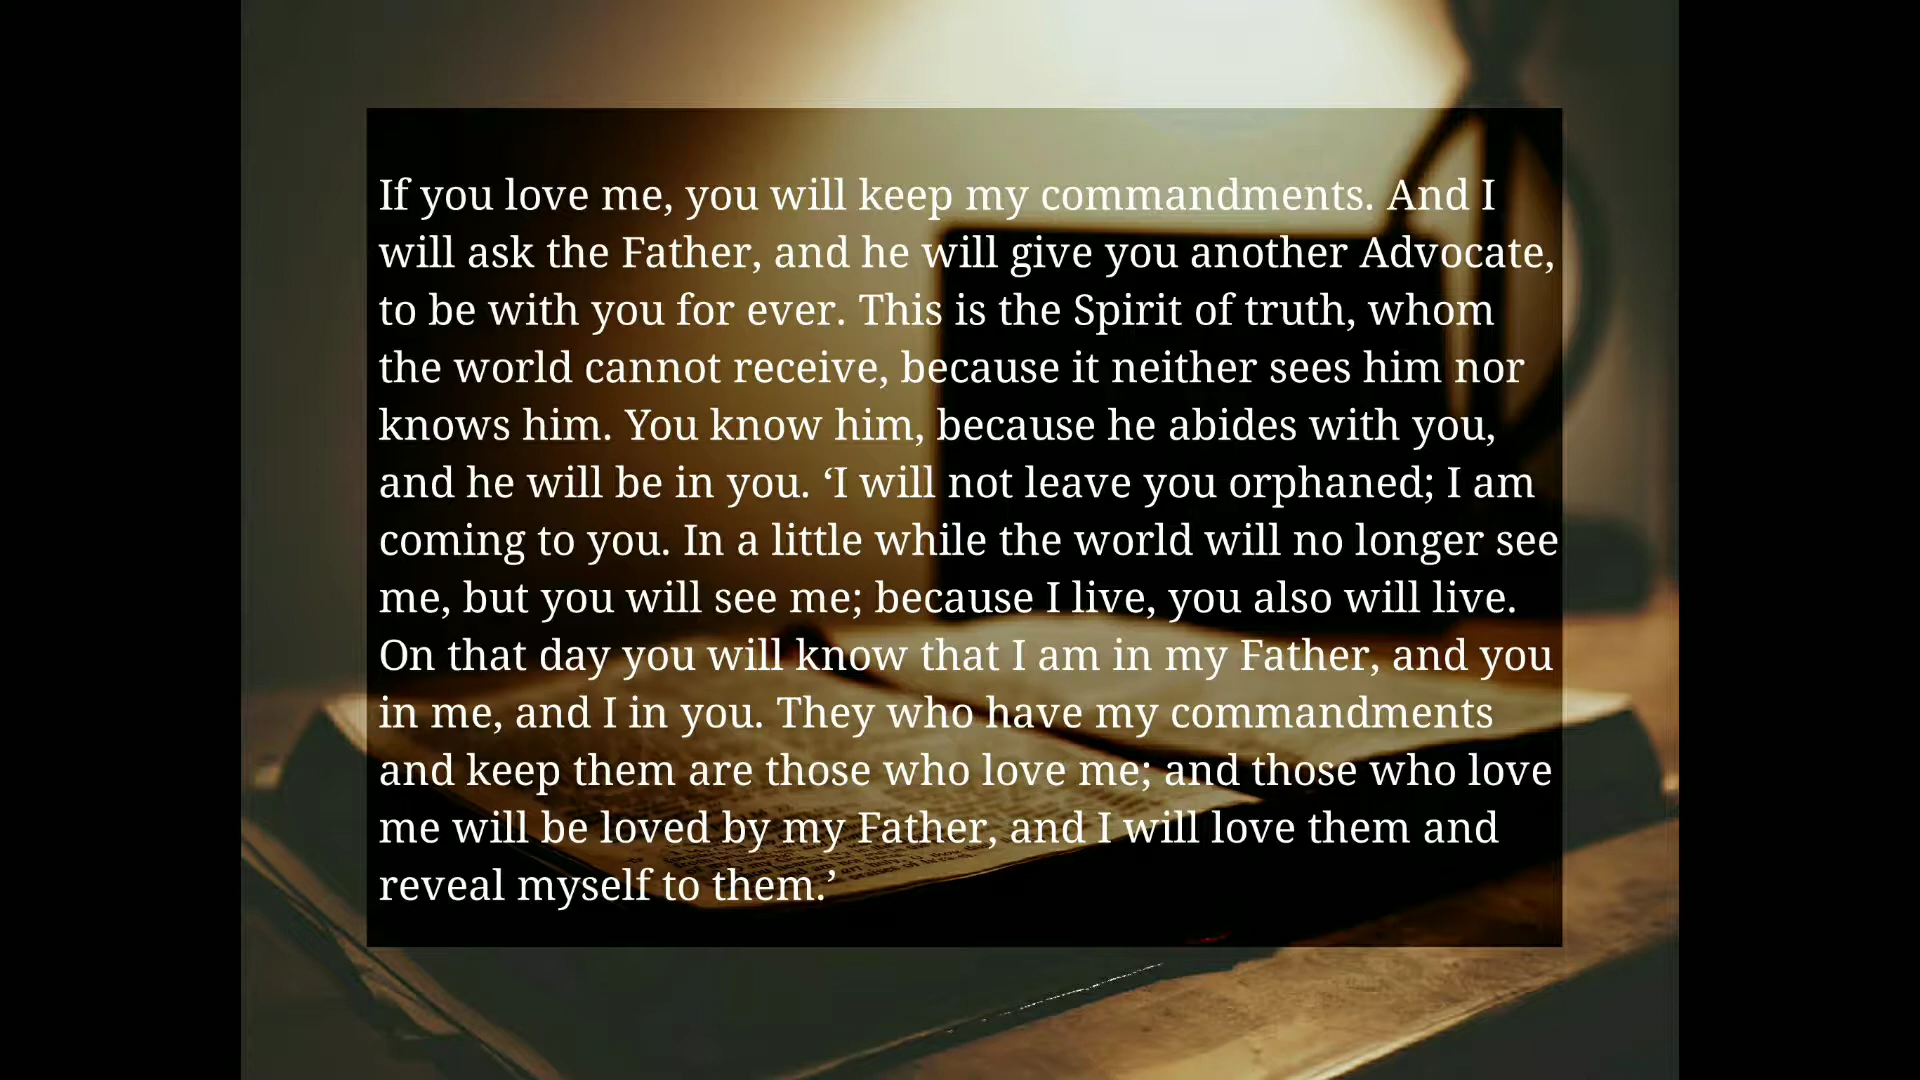 If you love me, you will keep my commandments. And I
will ask the Father, and he will give you another Advocate,
to be with you for ever. This is the Spirit of truth, whom
the world cannot receive, because it neither sees him nor
knows him. You know him, because he abides with you,
and he will be in you. ‘I will not leave you orphaned; I am
coming to you. In a little while the world will no longer see
me, but you will see me; because I live, you also will live.
On that day you will know that I am in my Father, and you
in me, and I in you. They who have my commandments
and keep them are those who love me; and those who love
me will be loved by my Father, and I will love them and
reveal myself to them.’